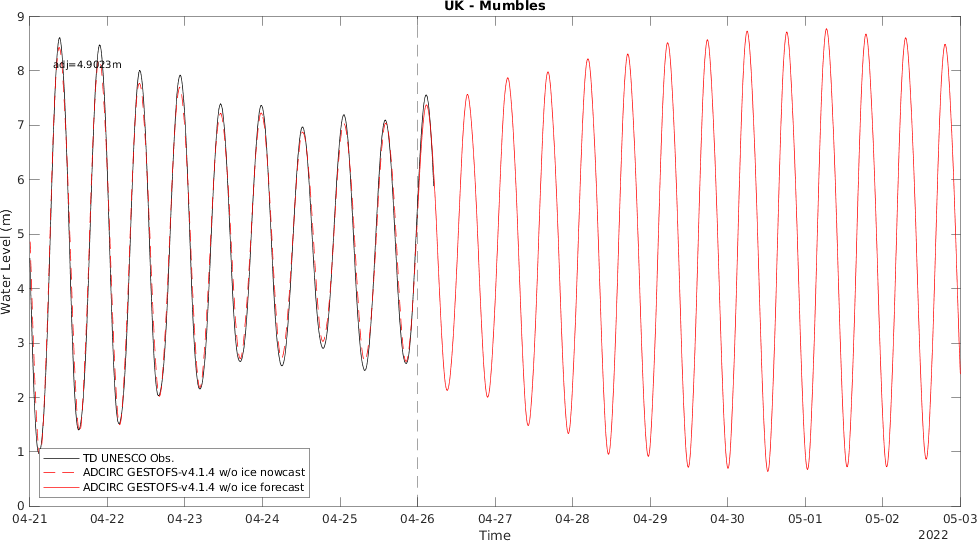 UK - Mumbles
adj=4.9023m
Water Level (m)
9
8
7
6
5
4
3
2
1
0
TD UNESCO Obs.
ADCIRC GESTOFS-v4.1.4 w/o ice nowcast
ADCIRC GESTOFS-v4.1.4 w/o ice forecast
04-21 04-22 04-23 04-24 04-25 04-26 04-27 04-28 04-29 04-30 05-01 05-02 05-03
Time
2022